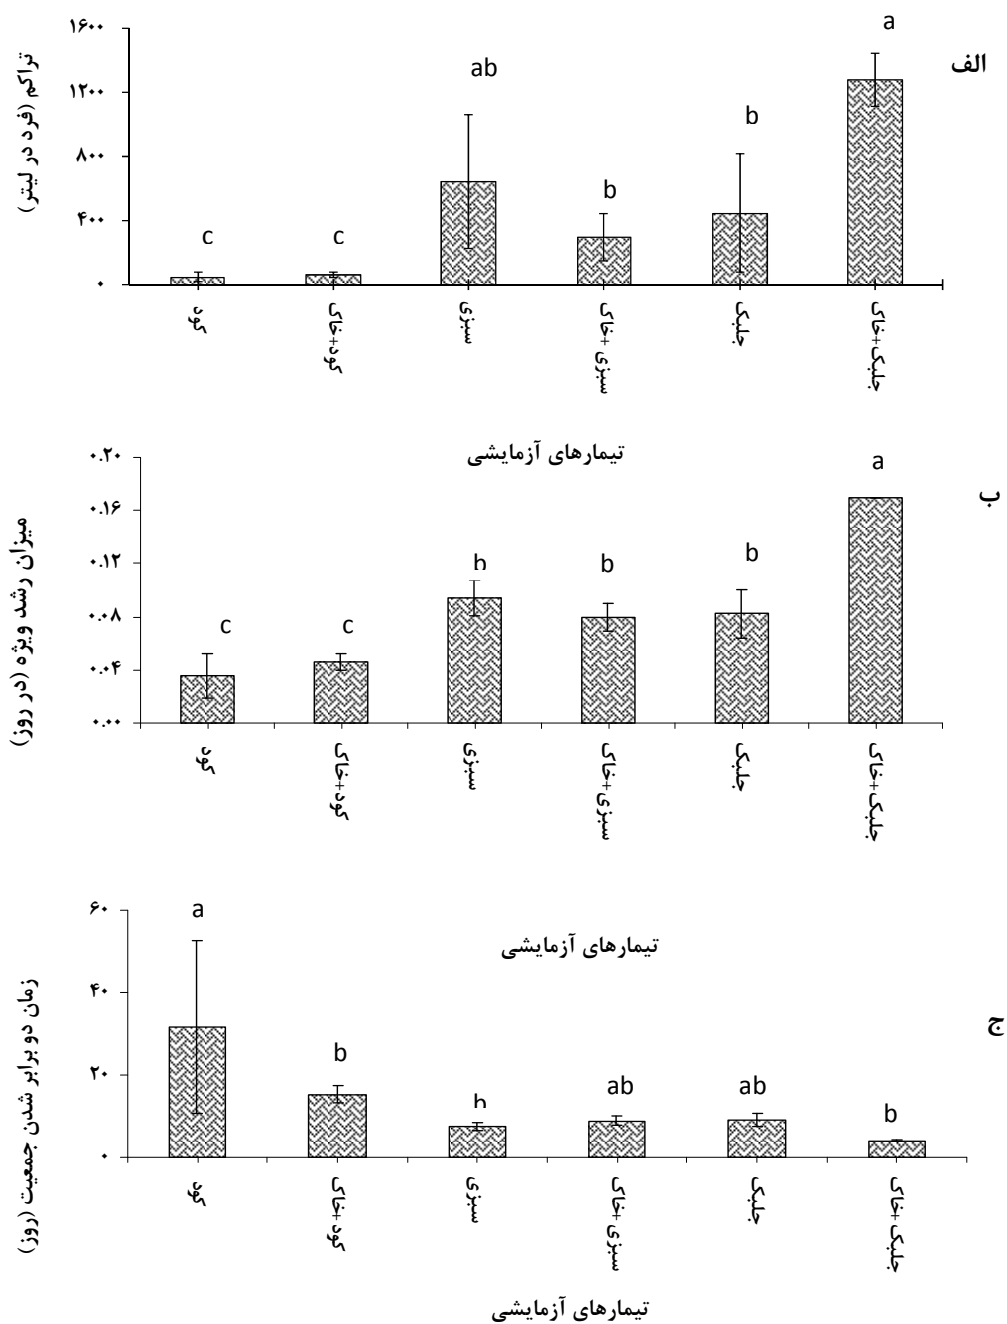 الف
تراکم (فرد در لیتر)
۱۶۰۰
۱۲۰۰
۸۰۰
۴۰۰
۰
c
c
ab
b
b
a
کود
کود+خاک
سبزی
سبزی+خاک
جلبک
جلبک+خاک
تیمارهای آزمایشی
ب
میزان رشد ویژه (در روز)
۰.۲۰
۰.۱۶
۰.۱۲
۰.۰۸
۰.۰۴
۰.۰۰
c
c
b
b
b
a
کود
کود+خاک
سبزی
سبزی+خاک
جلبک
جلبک+خاک
تیمارهای آزمایشی
ج
زمان دو برابر شدن جمعیت (روز)
۶۰
۴۰
۲۰
۰
a
b
b
ab
ab
b
کود
کود+خاک
سبزی
سبزی+خاک
جلبک
جلبک+خاک
تیمارهای آزمایشی